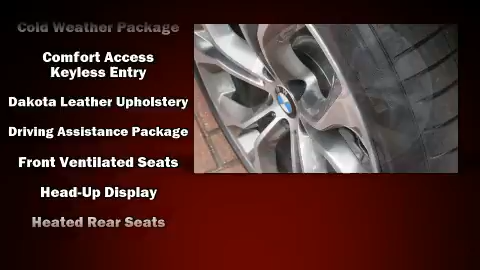 Cold Weather Package
Comfort Access
Keyless Entry
Dakota Leather Upholstery
Driving Assistance Package
Front Ventilated Seats
Head-Up Display
Heated Rear Seats